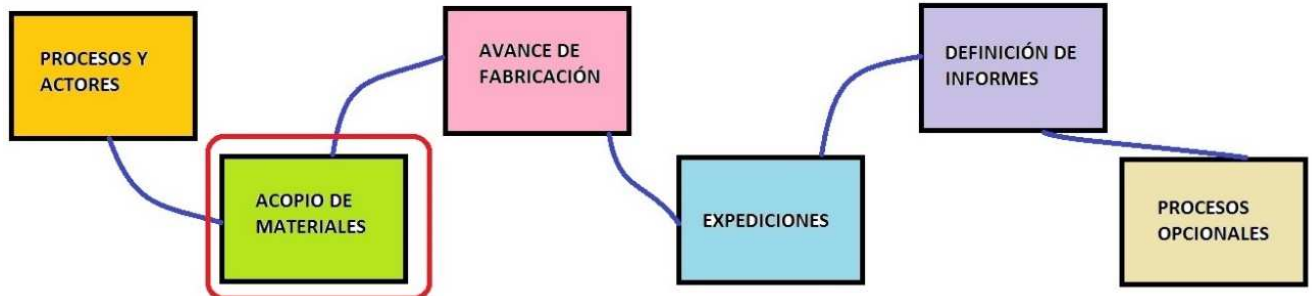 PROCESOS Y
ACTORES
ACOPIO DE
MATERIALES
AVANCE DE
FABRICACIÓN
EXPEDICIONES
DEFINICIÓN DE
INFORMES
PROCESOS
OPCIONALES